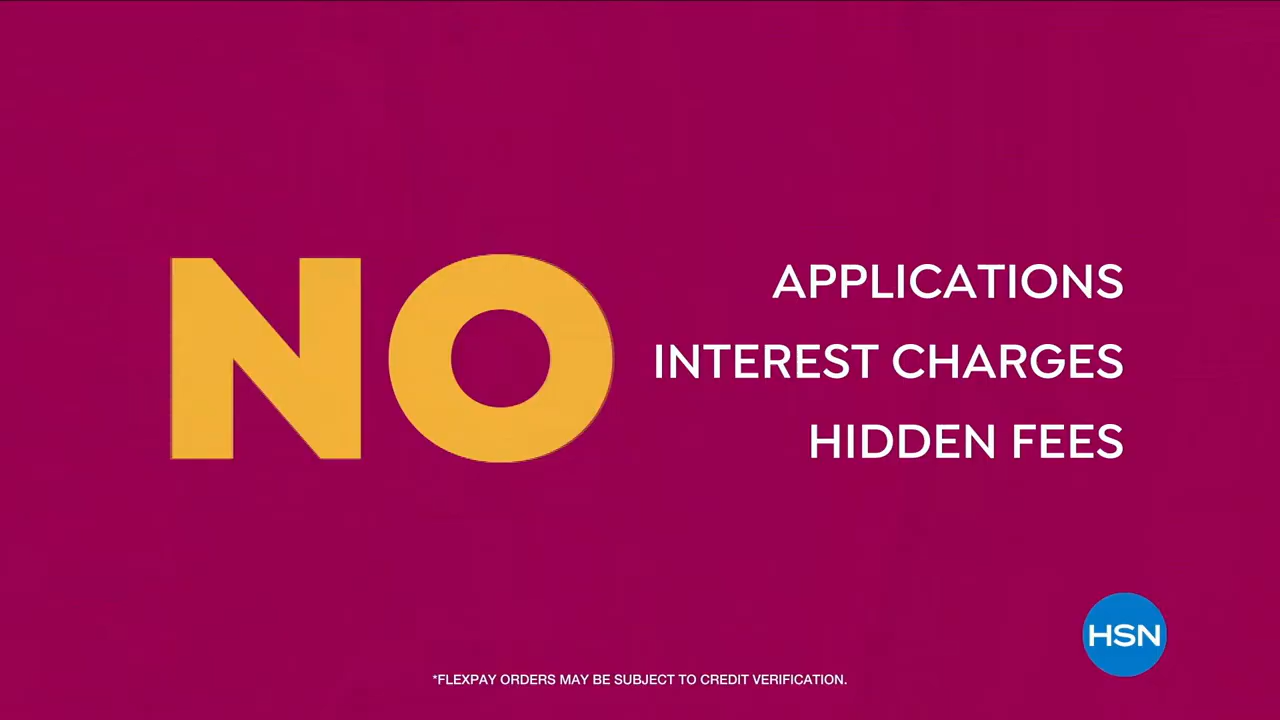 NO
APPLICATIONS
INTEREST CHARGES
HIDDEN FEES
HSN
*FLEXPAY ORDERS MAY BE SUBJECT TO CREDIT VERIFICATION.